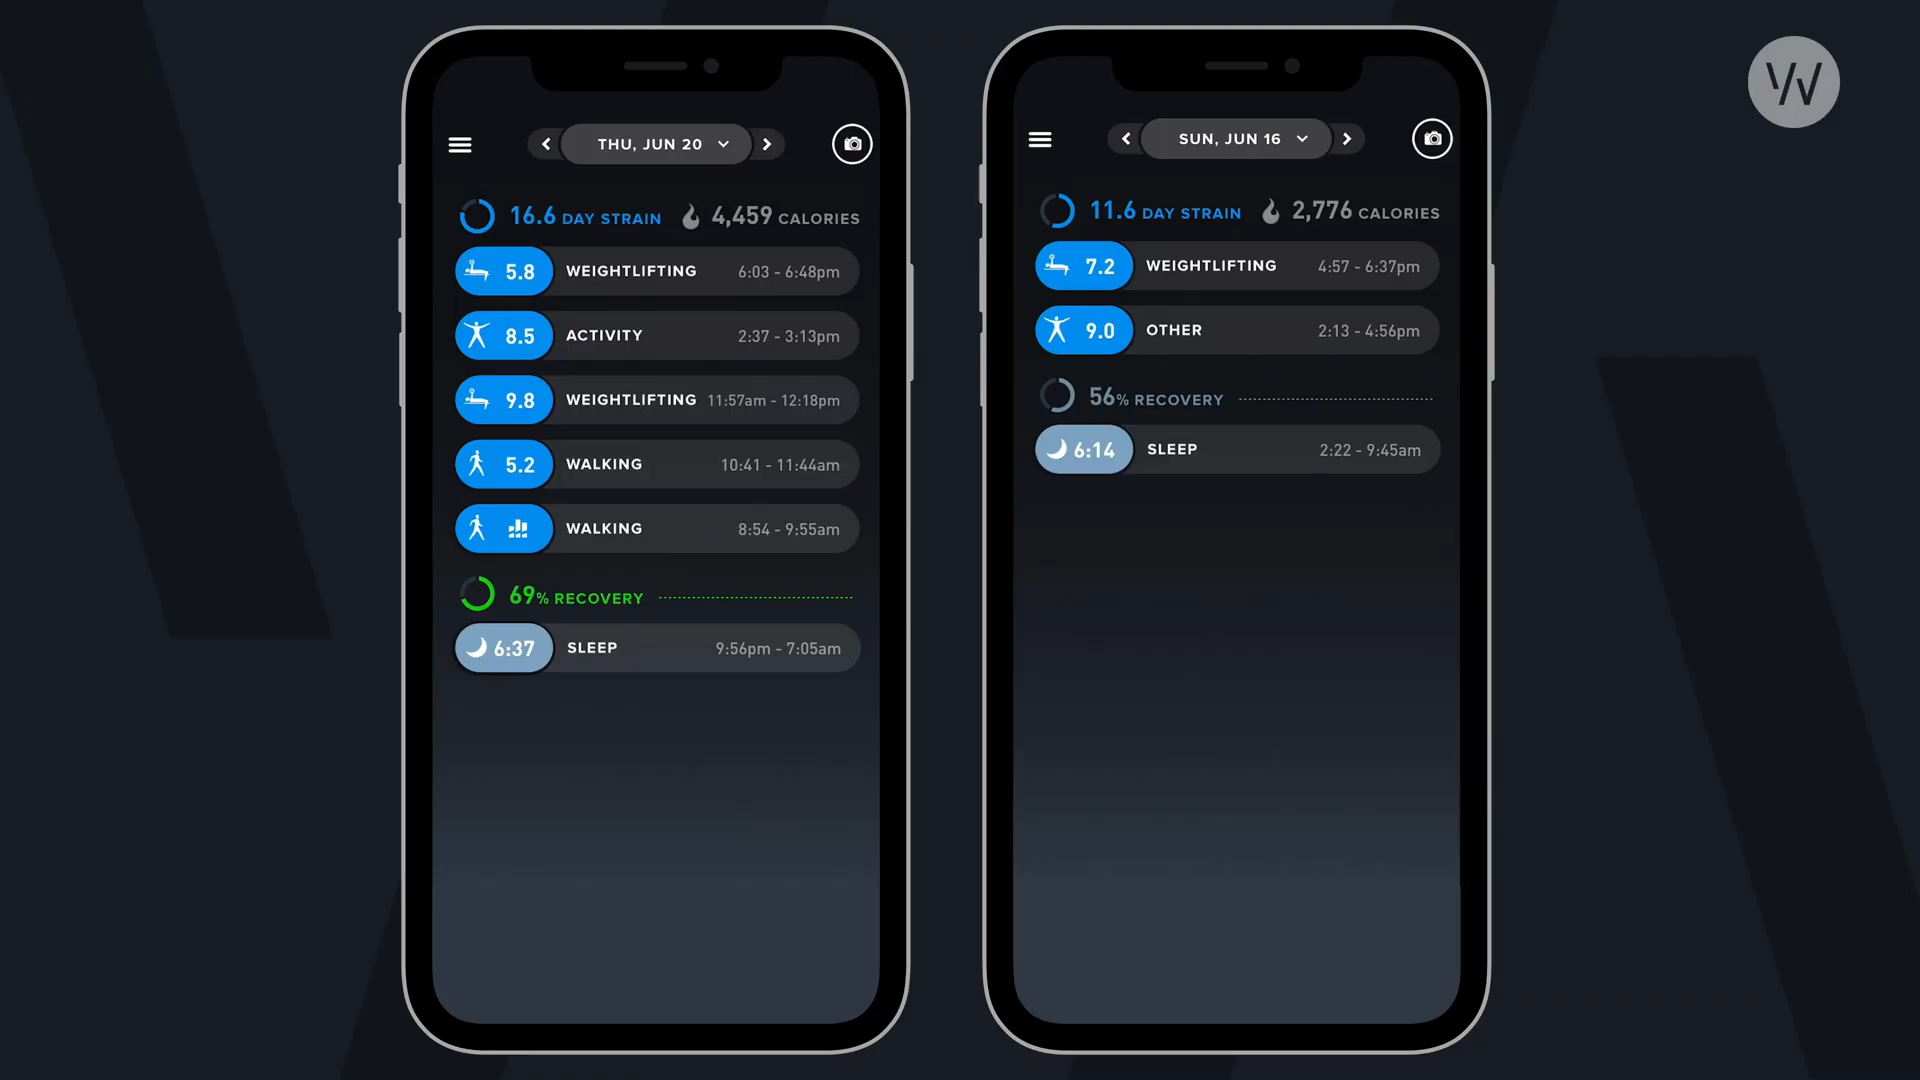 THU, JUN 20
16.6 DAY STRAIN 4,459 CALORIES
5.8 WEIGHTLIFTING 6:03 - 6:48pm
8.5 ACTIVITY 2:37 - 3:13pm
9.8 WEIGHTLIFTING 11:57am - 12:18pm
5.2 WALKING 10:41 - 11:44am
WALKING 8:54 - 9:55am
69% RECOVERY
6:37 SLEEP 9:56pm - 7:05am
SUN, JUN 16
11.6 DAY STRAIN 2,776 CALORIES
7.2 WEIGHTLIFTING 4:57 - 6:37pm
9.0 OTHER 2:13 - 4:56pm
56% RECOVERY
6:14 SLEEP 2:22 - 9:45am
W